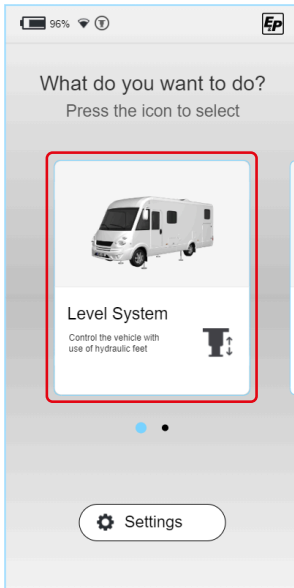 96%
EP
What do you want to do?
Press the icon to select
Level System
Control the vehicle with
use of hydraulic feet
Settings